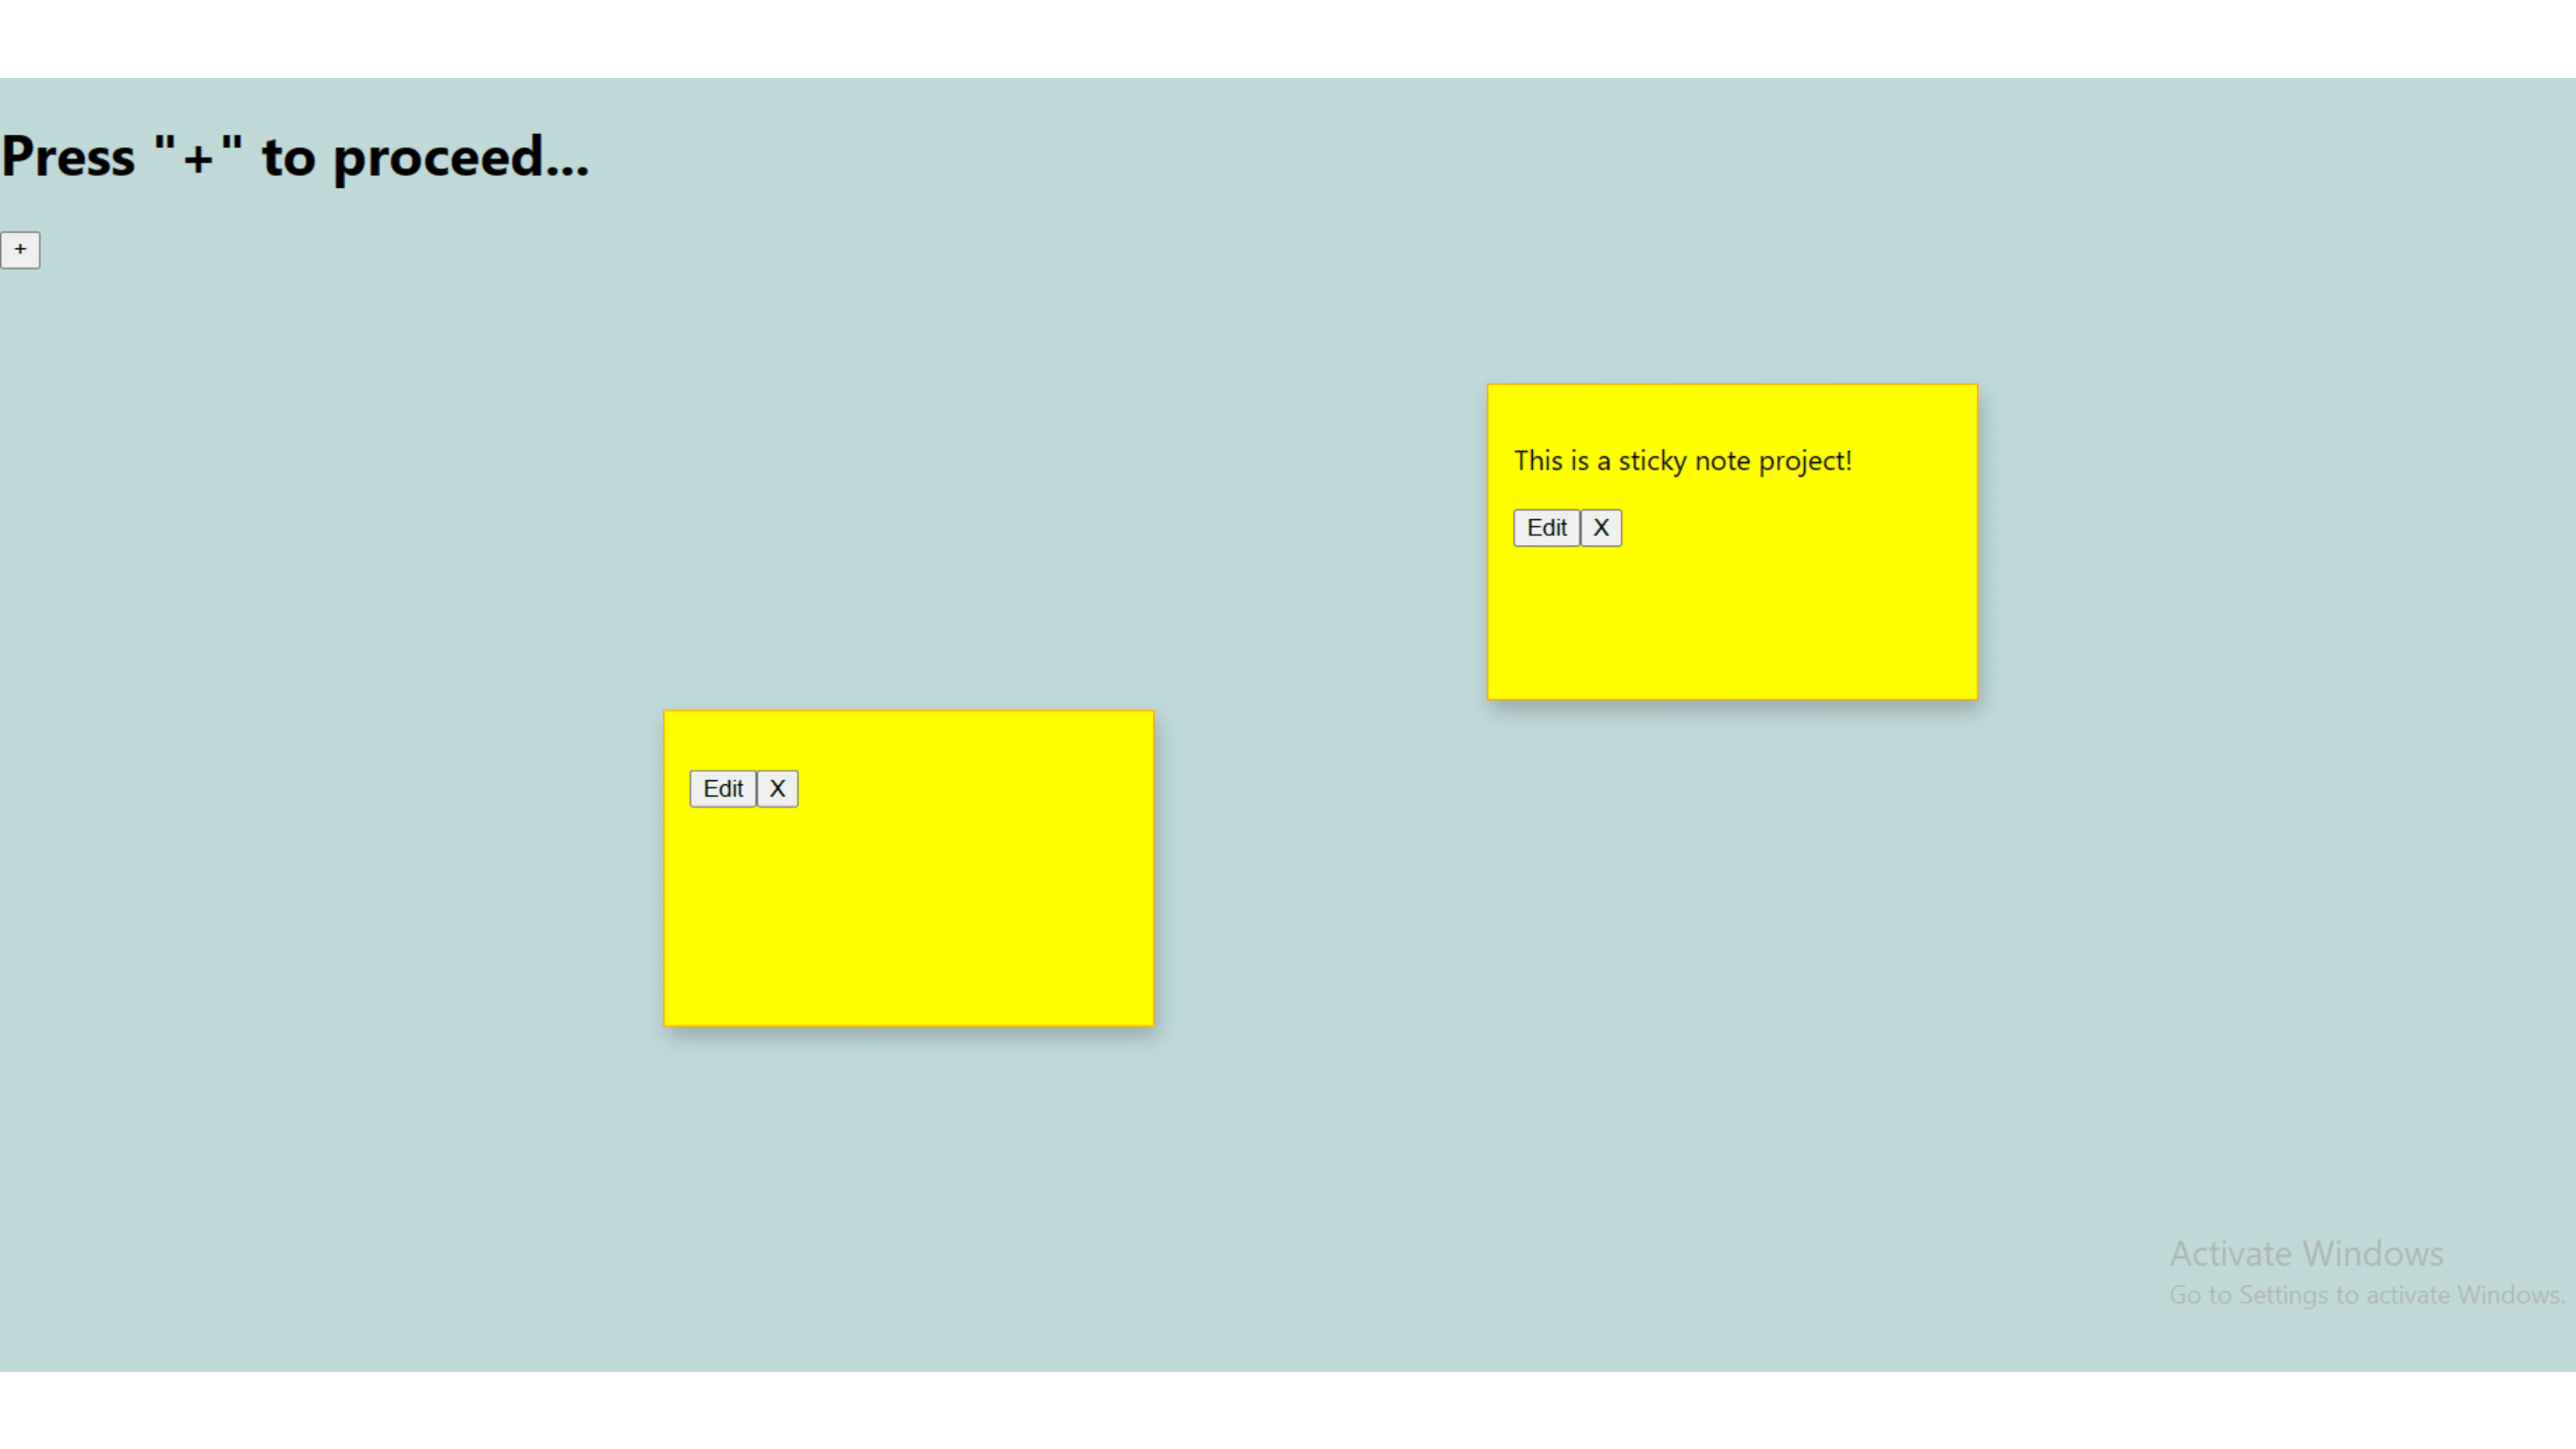 Press "+" to proceed...
+
This is a sticky note project!
Edit X
Edit X
Activate Windows
Go to Settings to activate Windows.